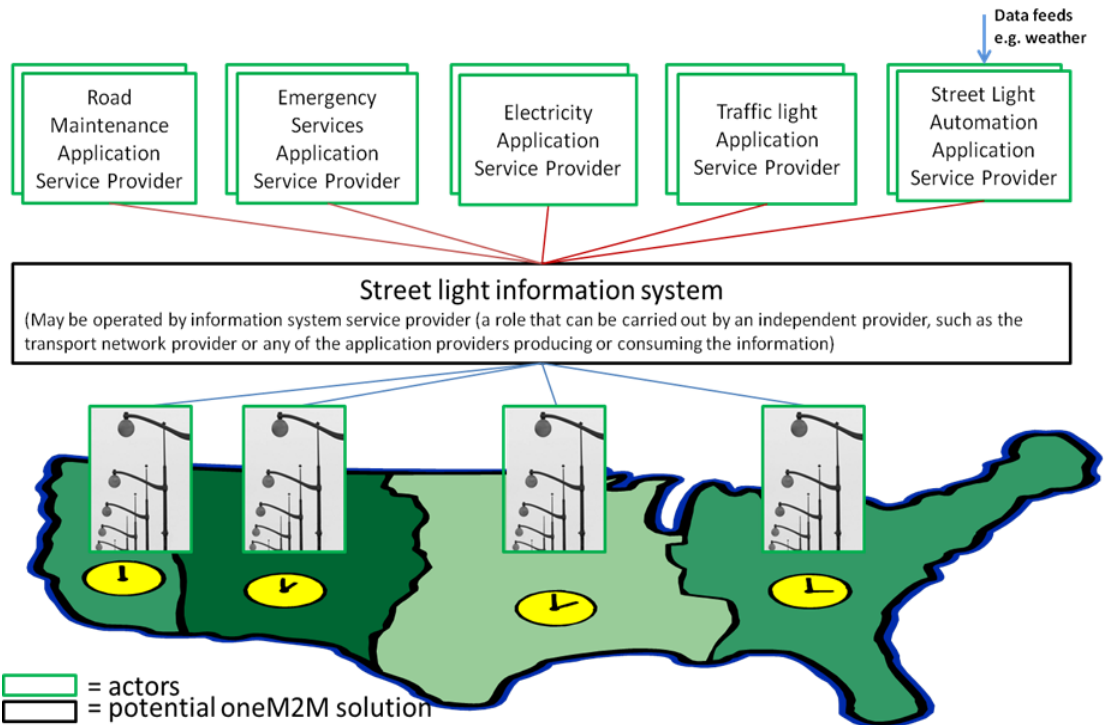 Data feeds
e.g. weather
Road
Maintenance
Application
Service Provider
Emergency
Services
Application
Service Provider
Electricity
Application
Service Provider
Traffic light
Application
Service Provider
Street Light
Automation
Application
Service Provider
Street light information system
(May be operated by information system service provider (a role that can be carried out by an independent provider, such as the
transport network provider or any of the application providers producing or consuming the information)
= actors
= potential oneM2M solution